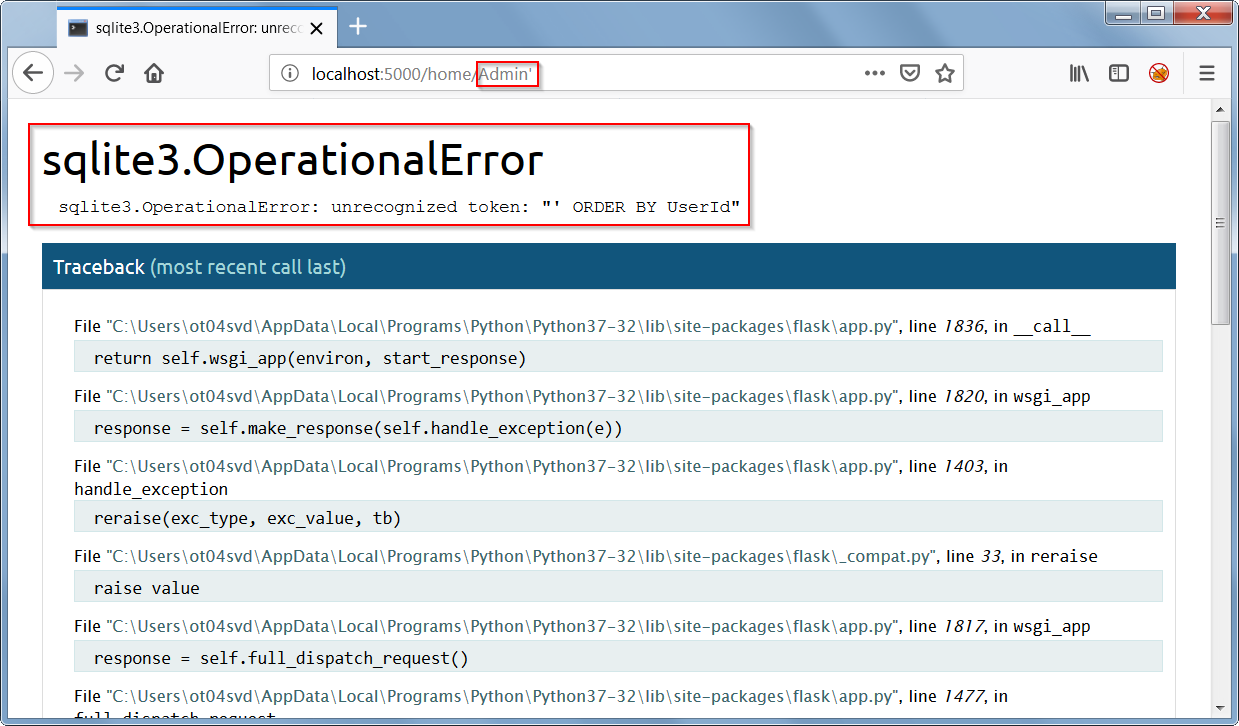 sqlite3.OperationalError: unrec
localhost:5000/home/Admin'
sqlite3.OperationalError
sqlite3.OperationalError: unrecognized token: "' ORDER BY UserId"
Traceback (most recent call last)
File "C:\Users\ot04svd\AppData\Local\Programs\Python\Python37-32\lib\site-packages\flask\app.py", line 1836, in __call__
return self.wsgi_app(environ, start_response)
File "C:\Users\ot04svd\AppData\Local\Programs\Python\Python37-32\lib\site-packages\flask\app.py", line 1820, in wsgi_app
response = self.make_response(self.handle_exception(e))
File "C:\Users\ot04svd\AppData\Local\Programs\Python\Python37-32\lib\site-packages\flask\app.py", line 1403, in
handle_exception
reraise(exc_type, exc_value, tb)
File "C:\Users\ot04svd\AppData\Local\Programs\Python\Python37-32\lib\site-packages\flask\_compat.py", line 33, in reraise
raise value
File "C:\Users\ot04svd\AppData\Local\Programs\Python\Python37-32\lib\site-packages\flask\app.py", line 1817, in wsgi_app
response = self.full_dispatch_request()
File "C:\Users\ot04svd\AppData\Local\Programs\Python\Python37-32\lib\site-packages\flask\app.py", line 1477, in
full_dispatch_request